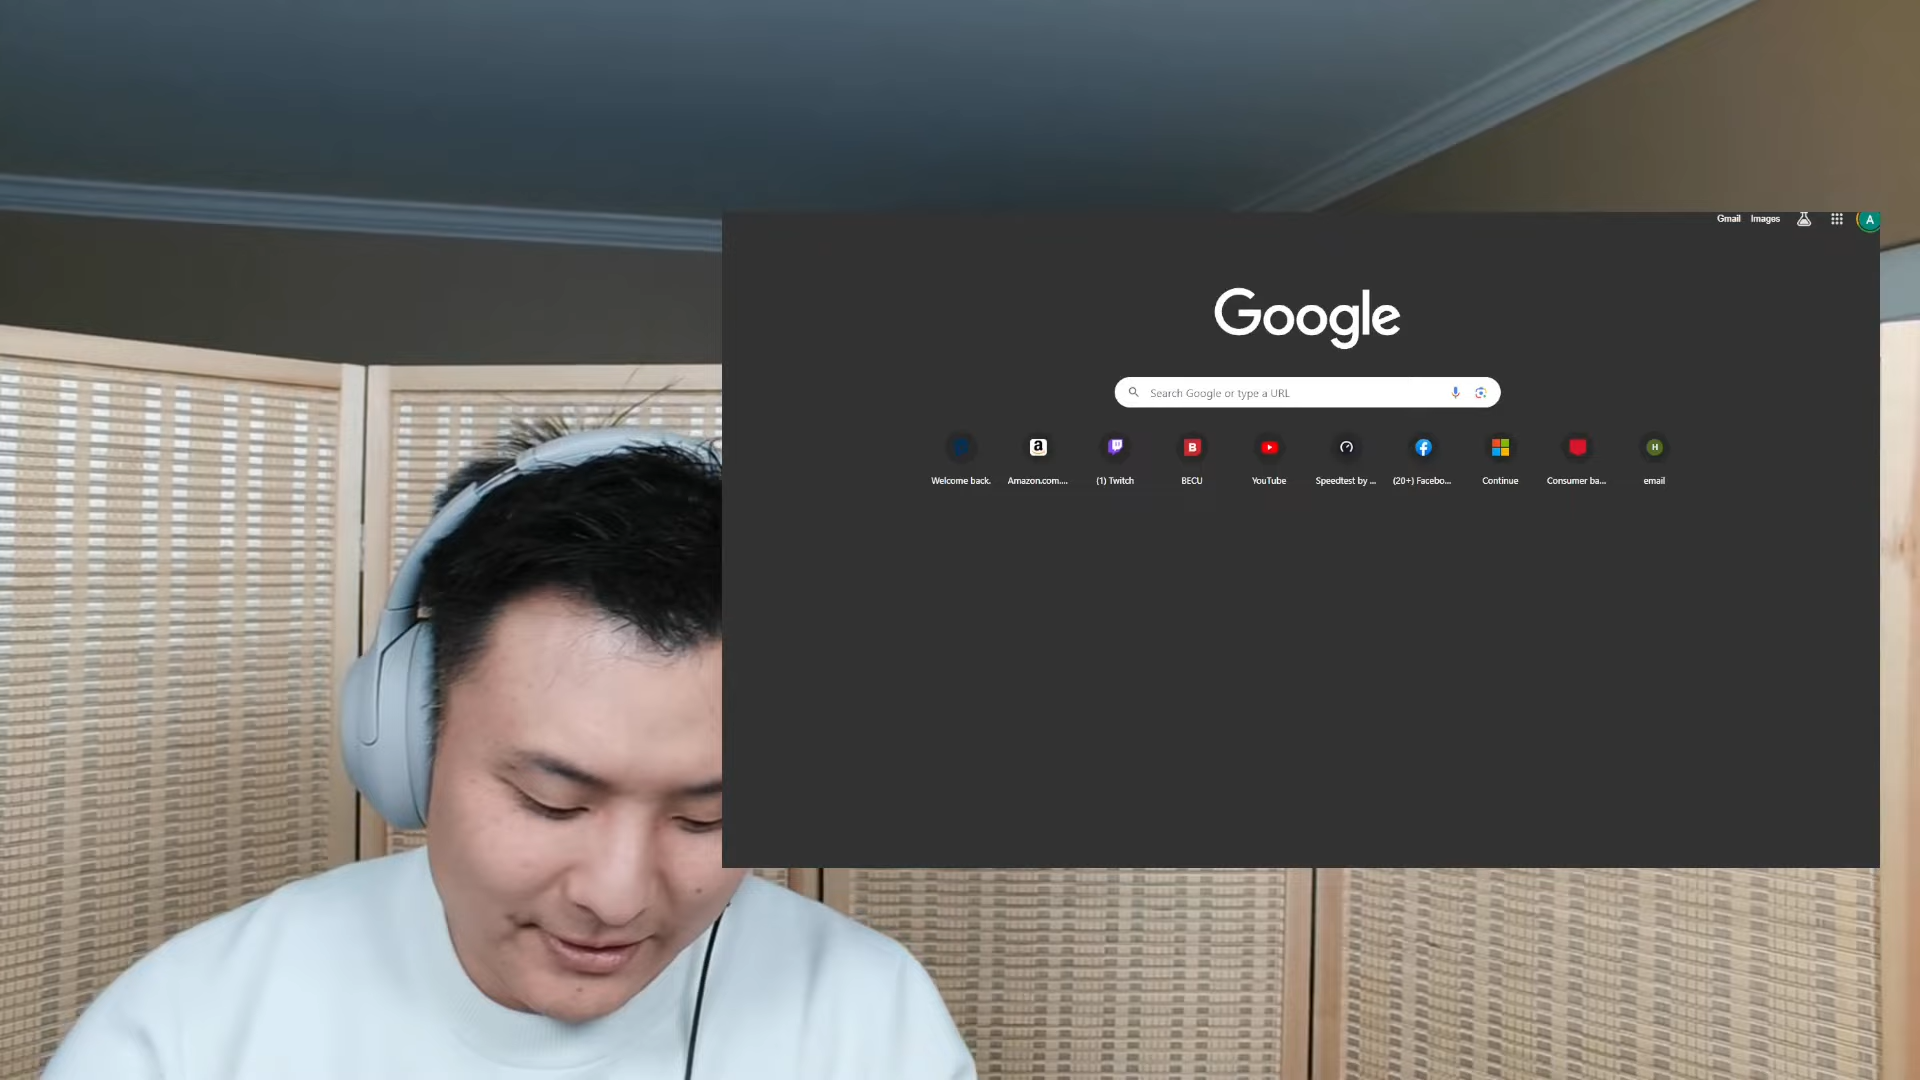 Gmail Images A
Google
Search Google or type a URL
a B H
Welcome back. Amazon.com.... (1) Twitch BECU YouTube Speedtest by ... (20+) Facebo... Continue Consumer ba... email